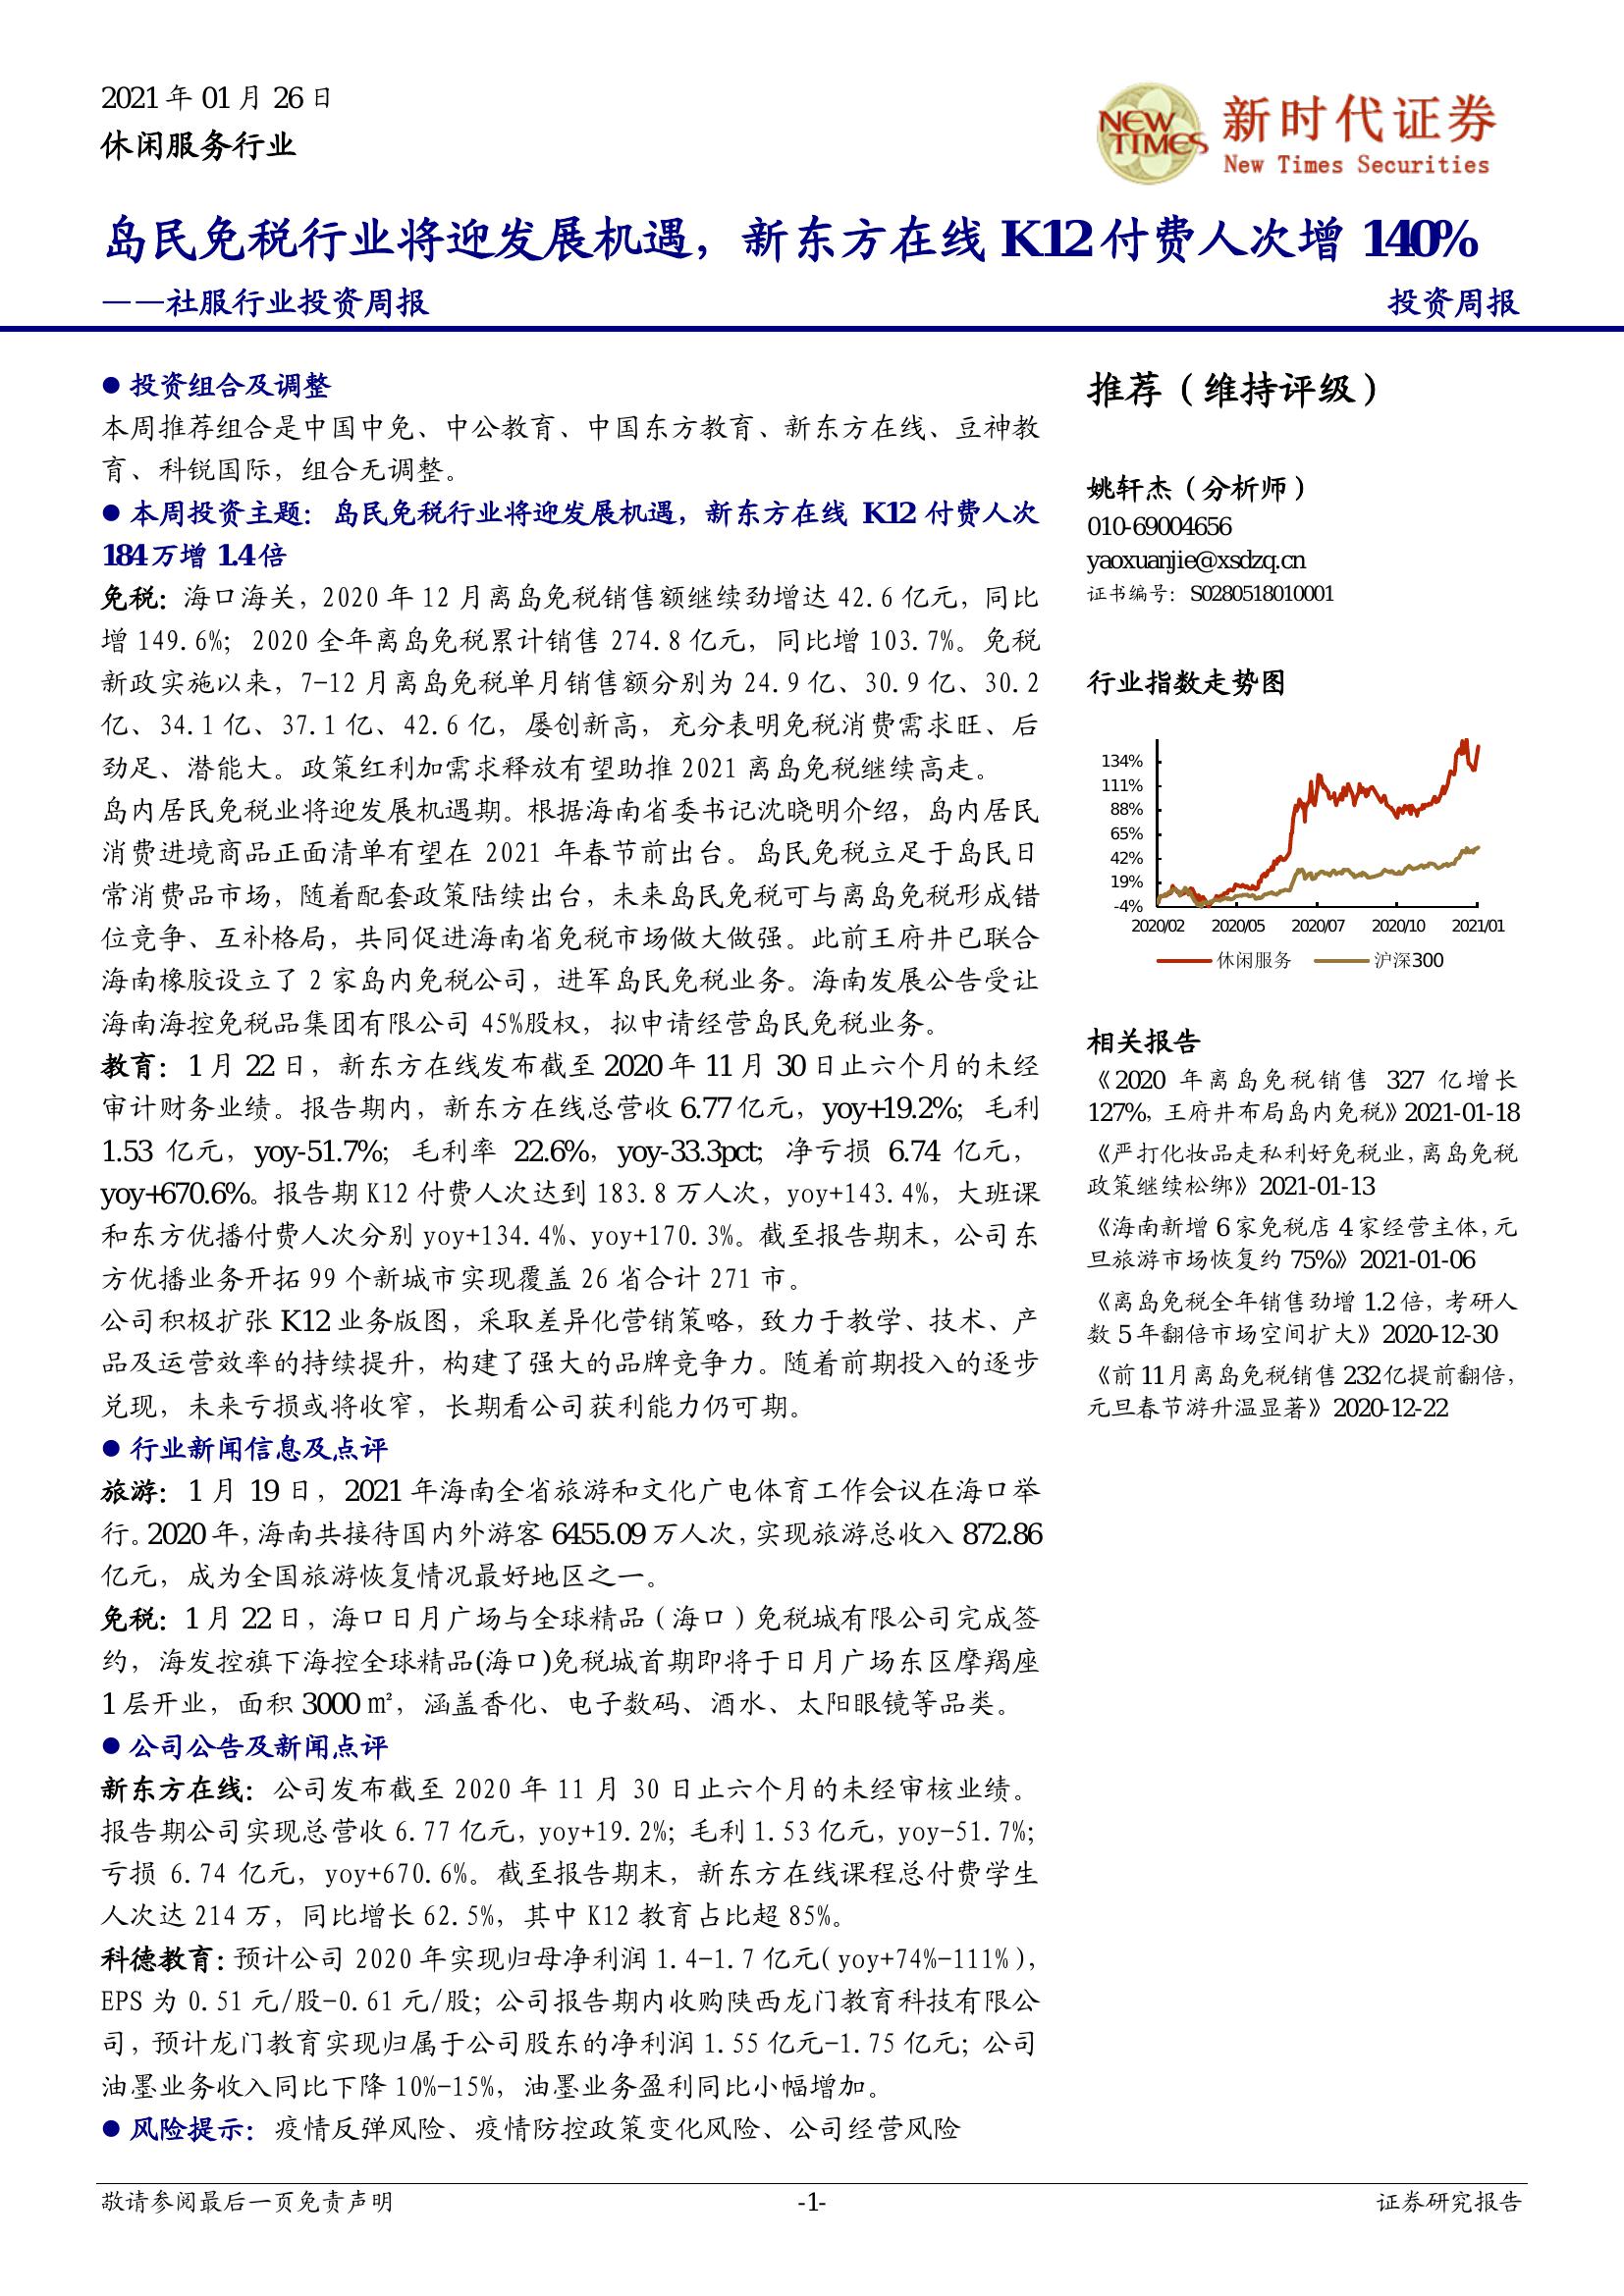 2021 年 01 月 26 日
休闲服务行业
NEW TIMES
新时代证券
New Times Securities
岛民免税行业将迎发展机遇，新东方在线 K12 付费人次增 140%
——社服行业投资周报
投资周报
● 投资组合及调整
本周推荐组合是中国中免、中公教育、中国东方教育、新东方在线、豆神教
育、科锐国际，组合无调整。
● 本周投资主题：岛民免税行业将迎发展机遇，新东方在线 K12 付费人次
184 万增 1.4 倍
免税：海口海关，2020 年 12 月离岛免税销售额继续劲增达 42.6 亿元，同比
增 149.6%；2020 全年离岛免税累计销售 274.8 亿元，同比增 103.7%。免税
新政实施以来，7-12 月离岛免税单月销售额分别为 24.9 亿、30.9 亿、30.2
亿、34.1 亿、37.1 亿、42.6 亿，屡创新高，充分表明免税消费需求旺、后
劲足、潜能大。政策红利加需求释放有望助推 2021 离岛免税继续高走。
岛内居民免税业将迎发展机遇期。根据海南省委书记沈晓明介绍，岛内居民
消费进境商品正面清单有望在 2021 年春节前出台。岛民免税立足于岛民日
常消费品市场，随着配套政策陆续出台，未来岛民免税可与离岛免税形成错
位竞争、互补格局，共同促进海南省免税市场做大做强。此前王府井已联合
海南橡胶设立了 2 家岛内免税公司，进军岛民免税业务。海南发展公告受让
海南海控免税品集团有限公司 45%股权，拟申请经营岛民免税业务。
教育：1 月 22 日，新东方在线发布截至 2020 年 11 月 30 日止六个月的未经
审计财务业绩。报告期内，新东方在线总营收 6.77 亿元，yoy+19.2%；毛利
1.53 亿元，yoy-51.7%；毛利率 22.6%，yoy-33.3pct；净亏损 6.74 亿元，
yoy+670.6%。报告期 K12 付费人次达到 183.8 万人次，yoy+143.4%，大班课
和东方优播付费人次分别 yoy+134.4%、yoy+170.3%。截至报告期末，公司东
方优播业务开拓 99 个新城市实现覆盖 26 省合计 271 市。
公司积极扩张 K12 业务版图，采取差异化营销策略，致力于教学、技术、产
品及运营效率的持续提升，构建了强大的品牌竞争力。随着前期投入的逐步
兑现，未来亏损或将收窄，长期看公司获利能力仍可期。
● 行业新闻信息及点评
旅游：1 月 19 日，2021 年海南全省旅游和文化广电体育工作会议在海口举
行。2020 年，海南共接待国内外游客 6455.09 万人次，实现旅游总收入 872.86
亿元，成为全国旅游恢复情况最好地区之一。
免税：1 月 22 日，海口日月广场与全球精品（海口）免税城有限公司完成签
约，海发控旗下海控全球精品(海口)免税城首期即将于日月广场东区摩羯座
1 层开业，面积 3000 ㎡，涵盖香化、电子数码、酒水、太阳眼镜等品类。
● 公司公告及新闻点评
新东方在线：公司发布截至 2020 年 11 月 30 日止六个月的未经审核业绩。
报告期公司实现总营收 6.77 亿元，yoy+19.2%；毛利 1.53 亿元，yoy-51.7%；
亏损 6.74 亿元，yoy+670.6%。截至报告期末，新东方在线课程总付费学生
人次达 214 万，同比增长 62.5%，其中 K12 教育占比超 85%。
科德教育：预计公司 2020 年实现归母净利润 1.4-1.7 亿元（yoy+74%-111%），
EPS 为 0.51 元/股-0.61 元/股；公司报告期内收购陕西龙门教育科技有限公
司，预计龙门教育实现归属于公司股东的净利润 1.55 亿元-1.75 亿元；公司
油墨业务收入同比下降 10%-15%，油墨业务盈利同比小幅增加。
● 风险提示：疫情反弹风险、疫情防控政策变化风险、公司经营风险
推荐（维持评级）
姚轩杰（分析师）
010-69004656
yaoxuanjie@xsdzq.cn
证书编号：S0280518010001
行业指数走势图
134%
111%
88%
65%
42%
19%
-4%
2020/02 2020/05 2020/07 2020/10 2021/01
休闲服务 沪深300
相关报告
《2020 年离岛免税销售 327 亿增长
127%，王府井布局岛内免税》2021-01-18
《严打化妆品走私利好免税业，离岛免税
政策继续松绑》2021-01-13
《海南新增 6 家免税店 4 家经营主体，元
旦旅游市场恢复约 75%》2021-01-06
《离岛免税全年销售劲增 1.2 倍，考研人
数 5 年翻倍市场空间扩大》2020-12-30
《前 11 月离岛免税销售 232 亿提前翻倍，
元旦春节游升温显著》2020-12-22
敬请参阅最后一页免责声明
-1-
证券研究报告